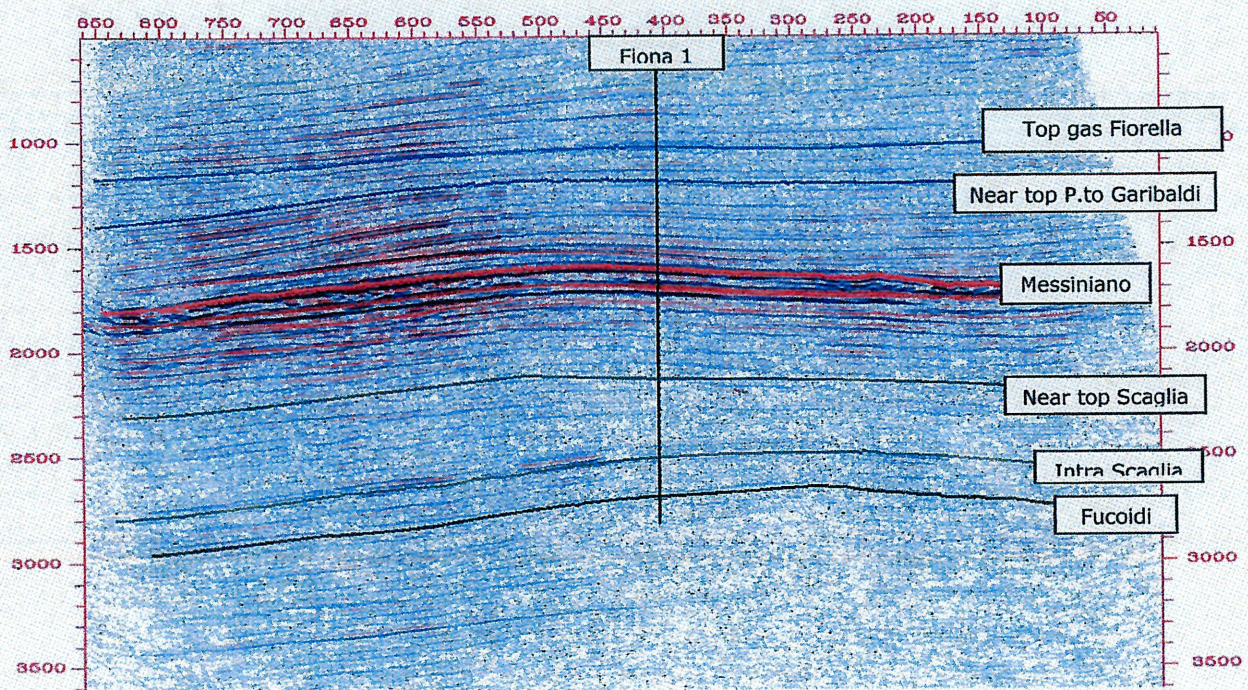 850 800 750 700 650 600 550 500 450 400 350 300 250 200 150 100 50
Fiona 1
Top gas Fiorella
1000
Near top P.to Garibaldi
1500 1500
Messiniano
2000 2000
Near top Scaglia
2500
Intra Scaglia
Fucoidi
3000 3000
3500 3500